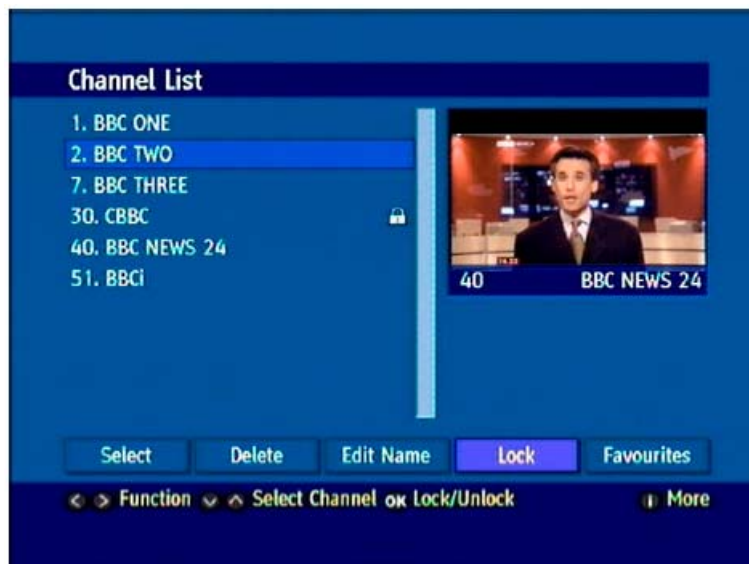 Channel List
1. BBC ONE
2. BBC TWO
7. BBC THREE
30. CBBC
40. BBC NEWS 24
51. BBCi
40 BBC NEWS 24
Select Delete Edit Name Lock Favourites
Function Select Channel OK Lock/Unlock i More